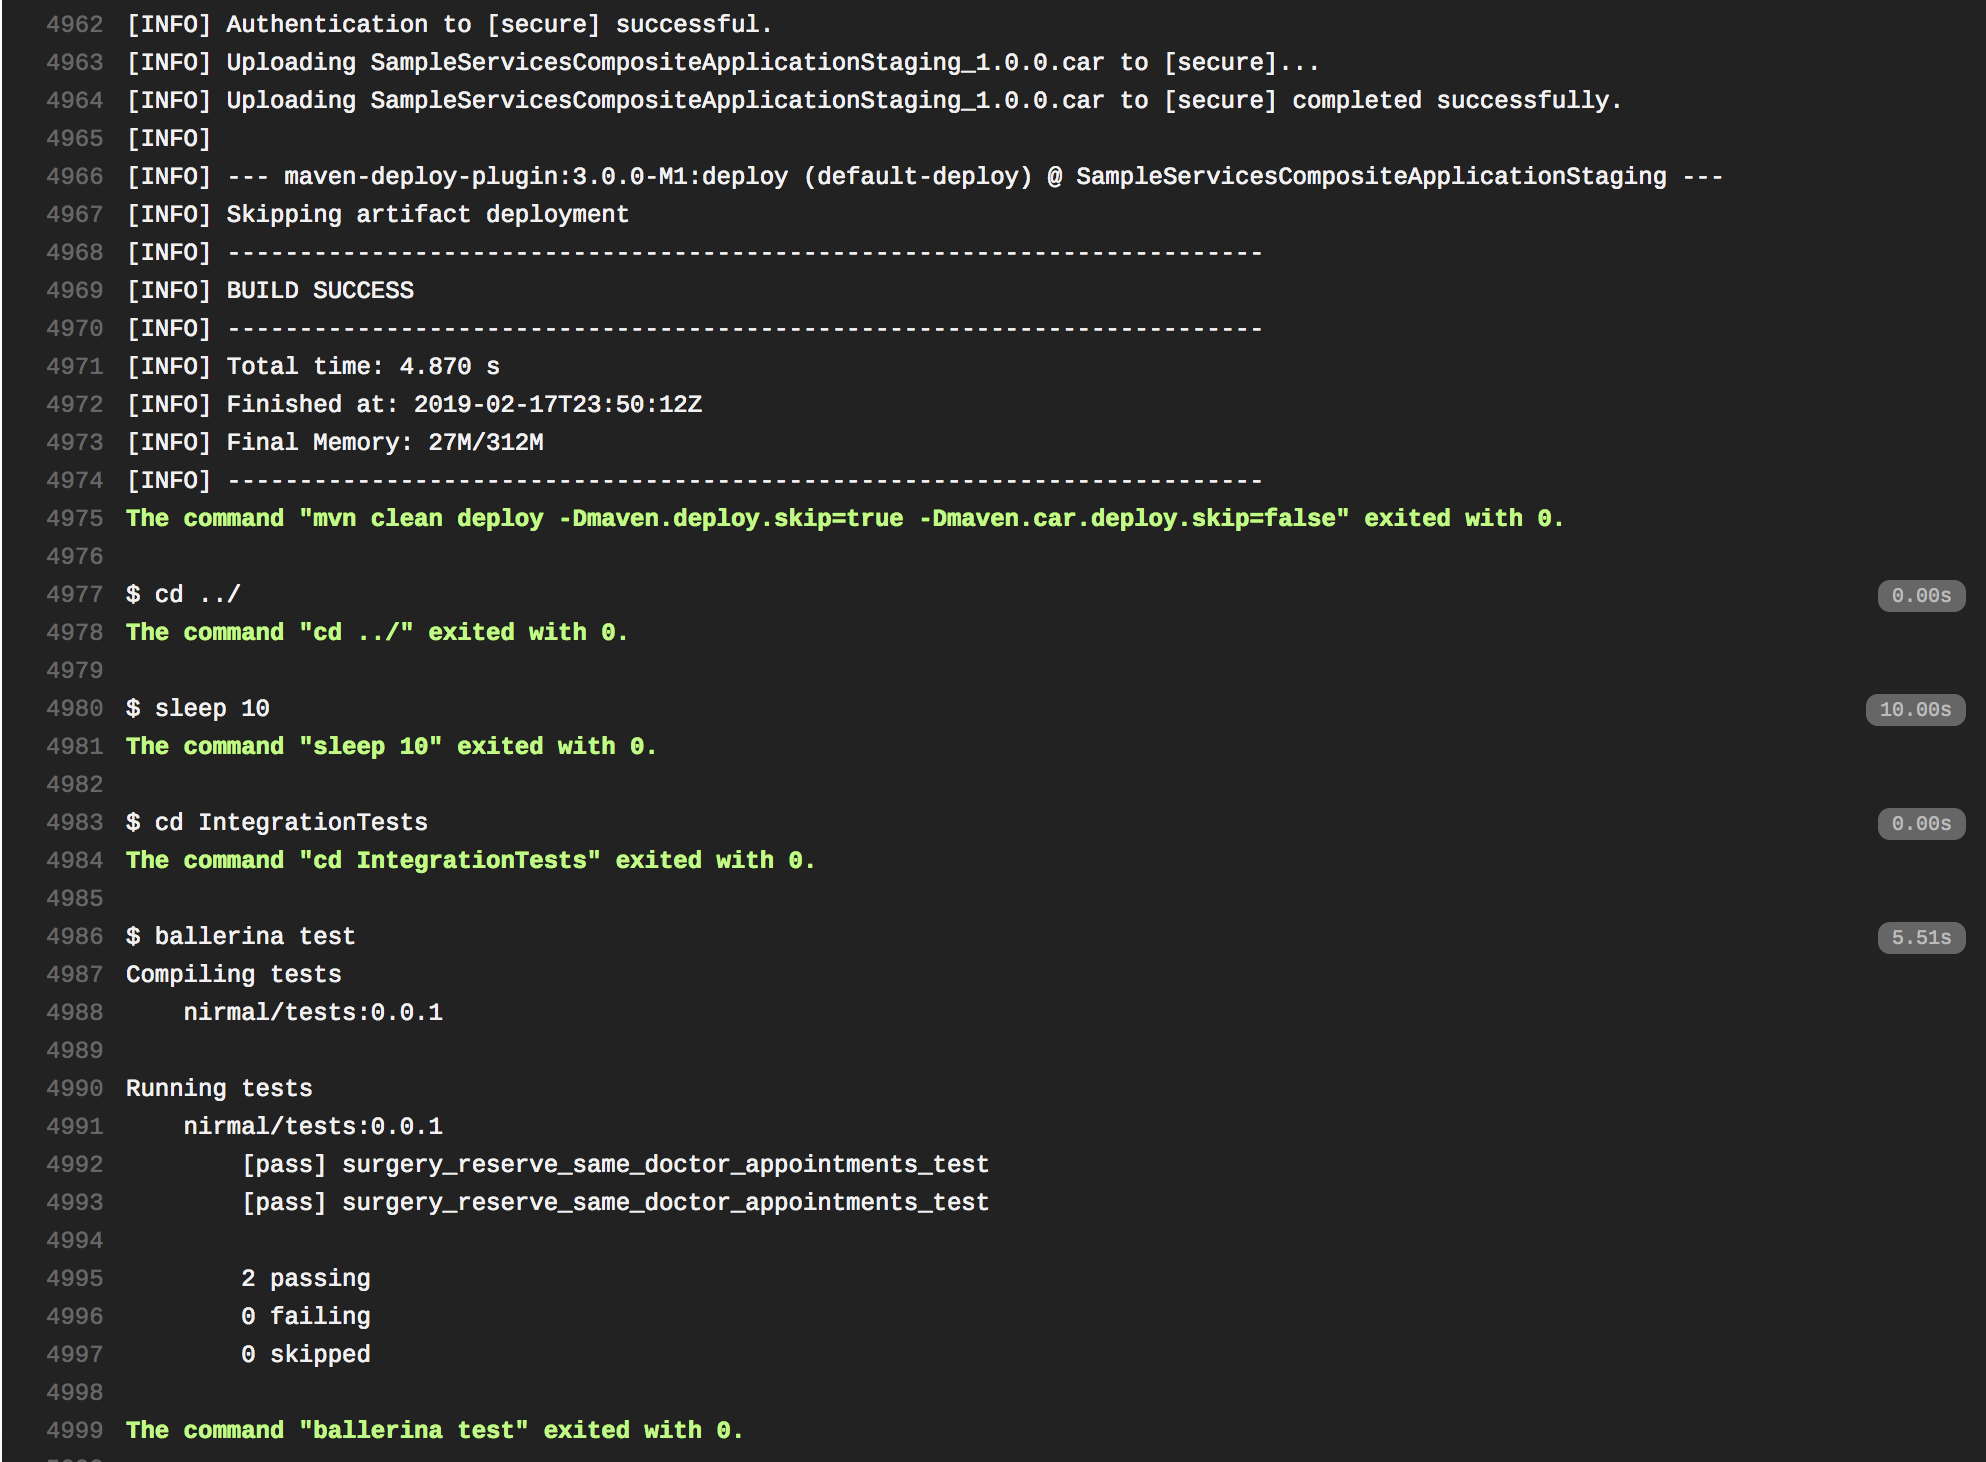 4962 [INFO] Authentication to [secure] successful.
4963 [INFO] Uploading SampleServicesCompositeApplicationStaging_1.0.0.car to [secure]...
4964 [INFO] Uploading SampleServicesCompositeApplicationStaging_1.0.0.car to [secure] completed successfully.
4965 [INFO]
4966 [INFO] --- maven-deploy-plugin:3.0.0-M1:deploy (default-deploy) @ SampleServicesCompositeApplicationStaging ---
4967 [INFO] Skipping artifact deployment
4968 [INFO] ------------------------------------------------------------------------
4969 [INFO] BUILD SUCCESS
4970 [INFO] ------------------------------------------------------------------------
4971 [INFO] Total time: 4.870 s
4972 [INFO] Finished at: 2019-02-17T23:50:12Z
4973 [INFO] Final Memory: 27M/312M
4974 [INFO] ------------------------------------------------------------------------
4975 The command "mvn clean deploy -Dmaven.deploy.skip=true -Dmaven.car.deploy.skip=false" exited with 0.
4976
4977 $ cd ../ 0.00s
4978 The command "cd ../" exited with 0.
4979
4980 $ sleep 10 10.00s
4981 The command "sleep 10" exited with 0.
4982
4983 $ cd IntegrationTests 0.00s
4984 The command "cd IntegrationTests" exited with 0.
4985
4986 $ ballerina test 5.51s
4987 Compiling tests
4988 nirmal/tests:0.0.1
4989
4990 Running tests
4991 nirmal/tests:0.0.1
4992 [pass] surgery_reserve_same_doctor_appointments_test
4993 [pass] surgery_reserve_same_doctor_appointments_test
4994
4995 2 passing
4996 0 failing
4997 0 skipped
4998
4999 The command "ballerina test" exited with 0.